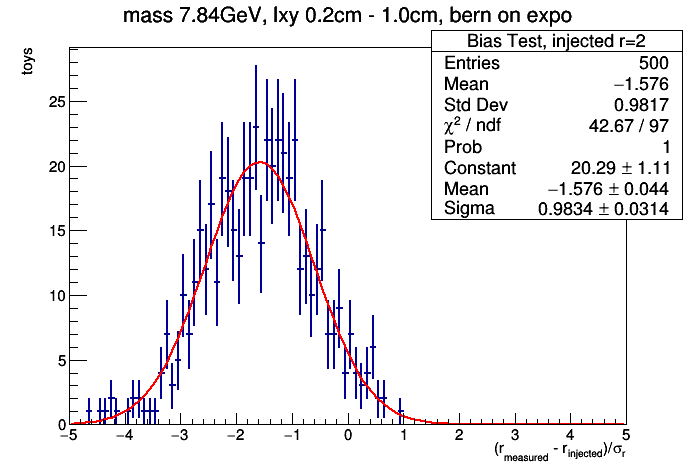 mass 7.84GeV, lxy 0.2cm - 1.0cm, bern on expo
Bias Test, injected r=2
Entries 500
Mean −1.576
Std Dev 0.9817
χ² / ndf 42.67 / 97
Prob 1
Constant 20.29 ± 1.11
Mean −1.576 ± 0.044
Sigma 0.9834 ± 0.0314
toys
25
20
15
10
5
0
−5 −4 −3 −2 −1 0 1 2 3 4 5
(r_measured - r_injected)/σ_r